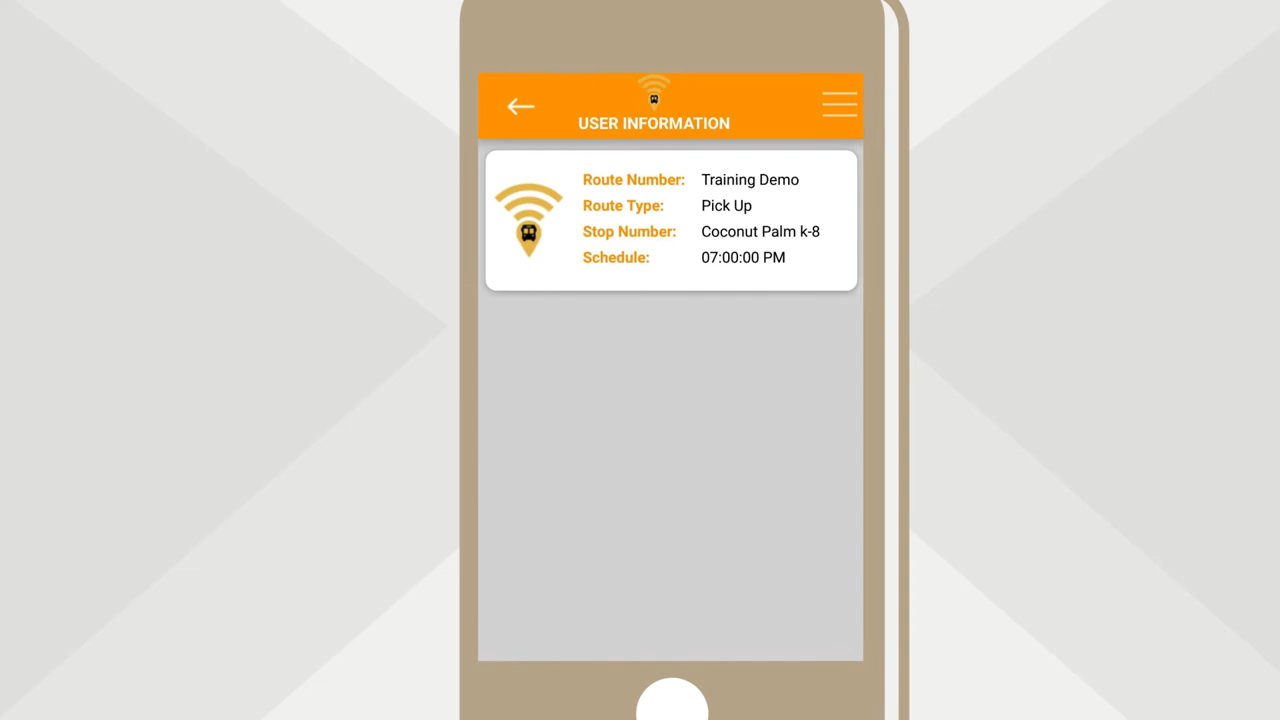 USER INFORMATION
Route Number: Training Demo
Route Type: Pick Up
Stop Number: Coconut Palm k-8
Schedule: 07:00:00 PM